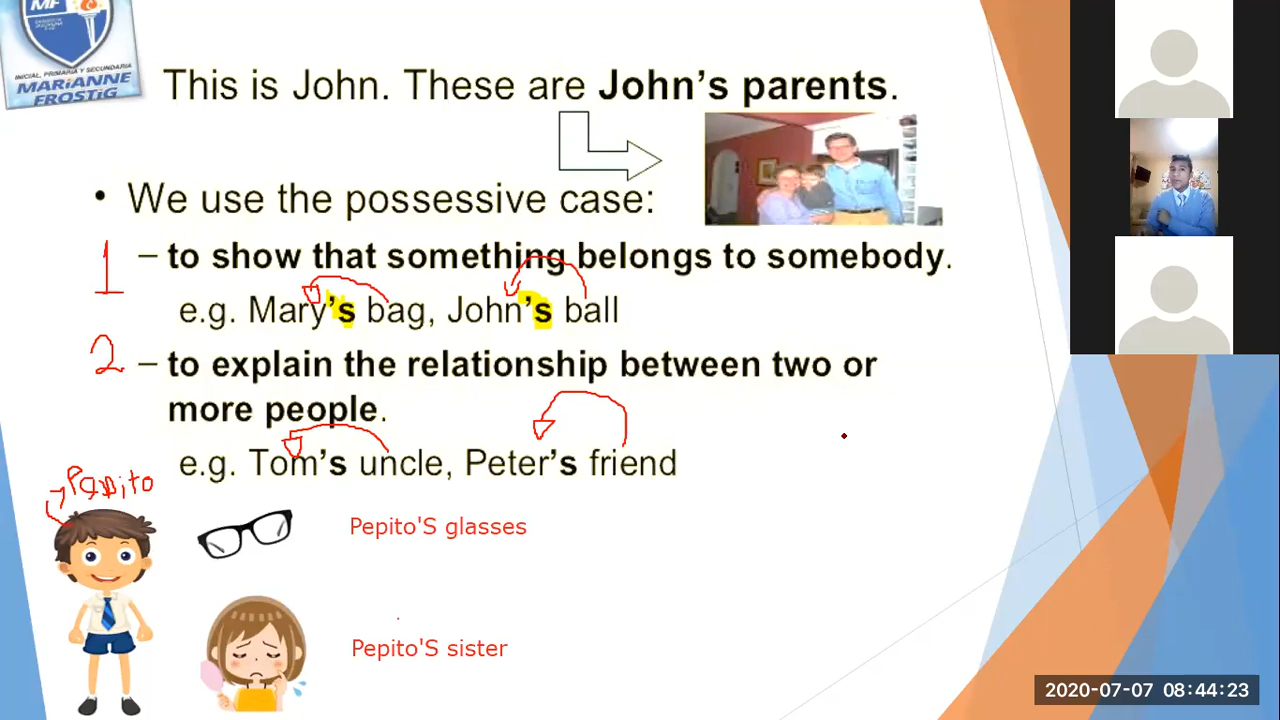 MF
INICIAL, PRIMARIA Y SECUNDARIA
MARIANNE
FROSTIG
This is John. These are John’s parents.
• We use the possessive case:
1 – to show that something belongs to somebody.
e.g. Mary’s bag, John’s ball
2 – to explain the relationship between two or
more people.
e.g. Tom’s uncle, Peter’s friend
Pepito
Pepito'S glasses
Pepito'S sister
2020-07-07 08:44:23